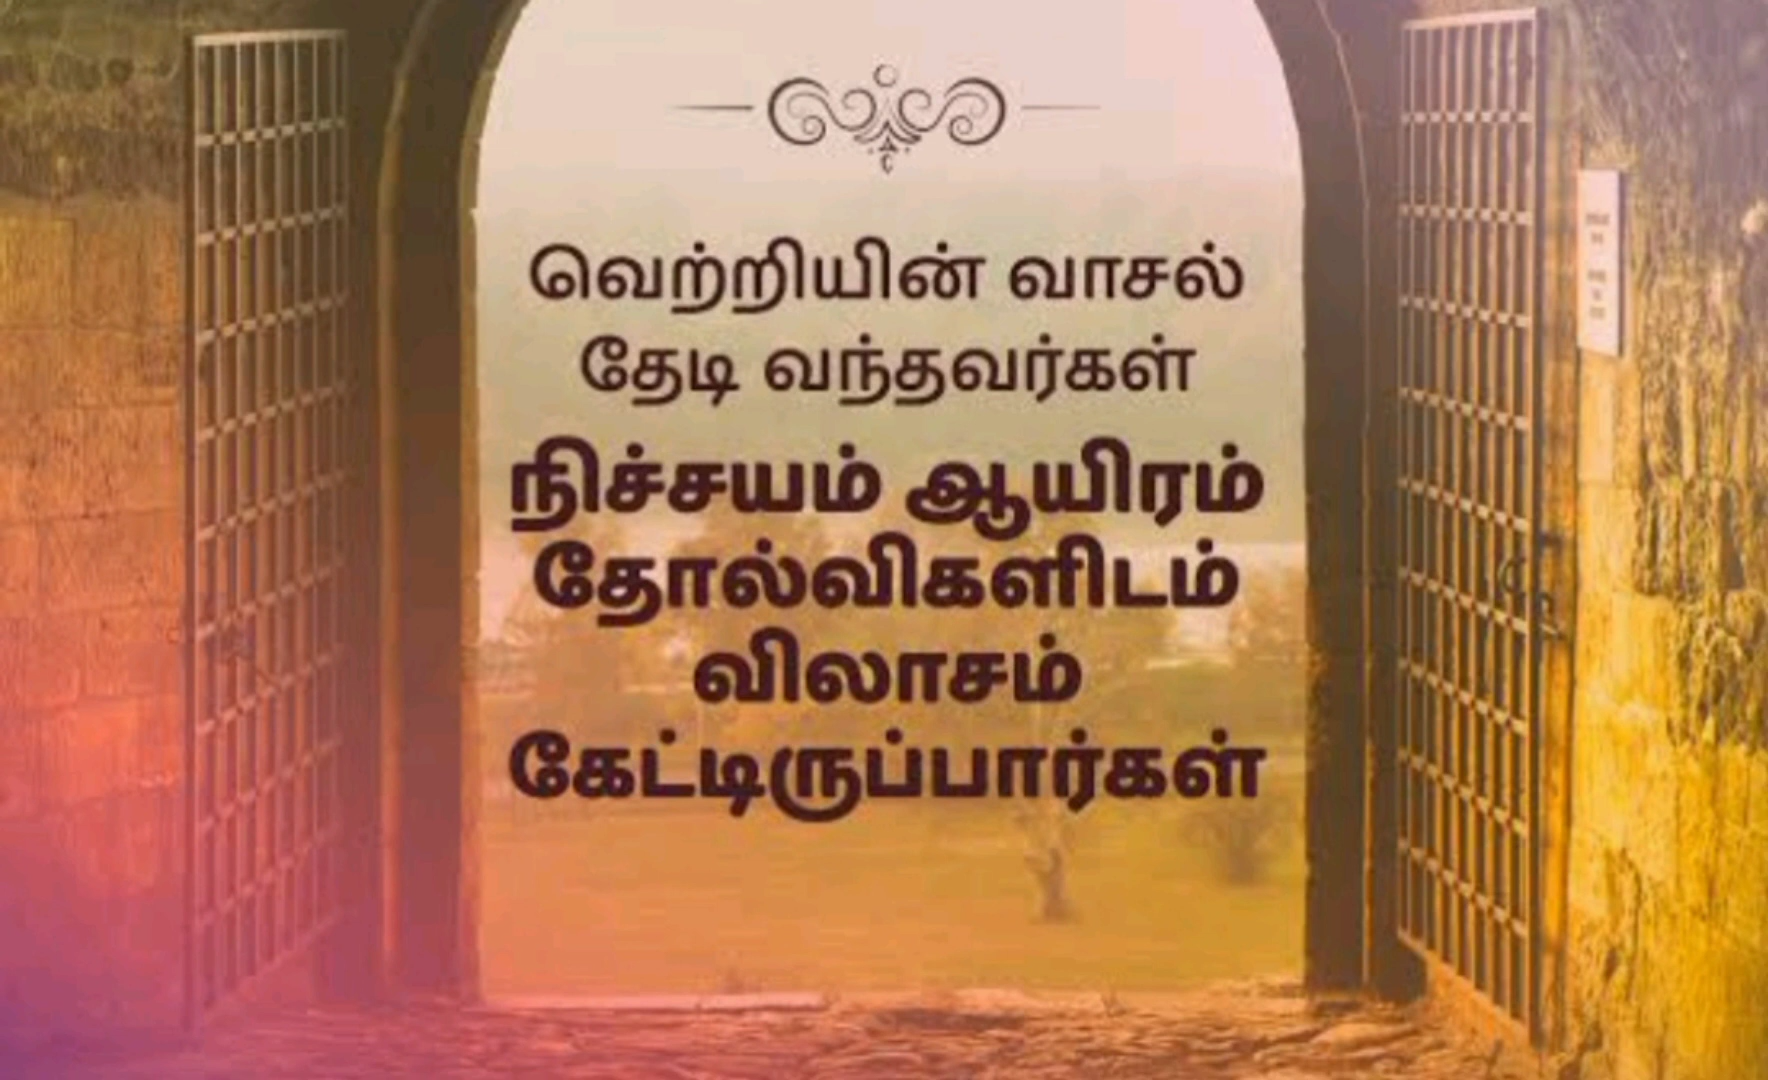 வெற்றியின் வாசல்
தேடி வந்தவர்கள்
நிச்சயம் ஆயிரம்
தோல்விகளிடம்
விலாசம்
கேட்டிருப்பார்கள்